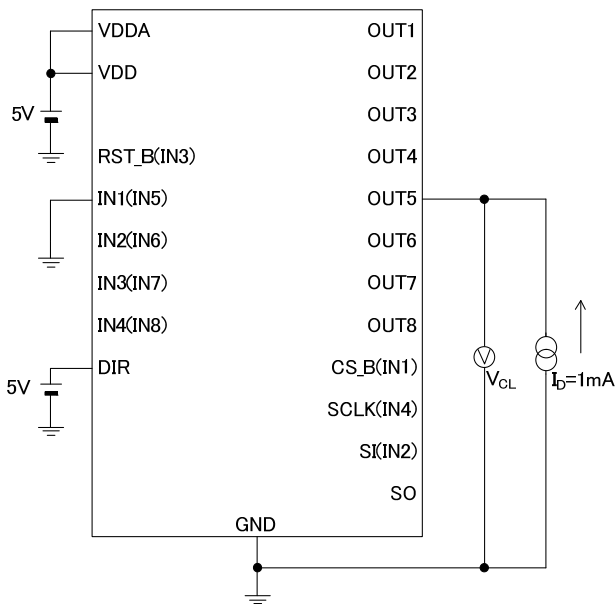 VDDA OUT1
VDD OUT2
5V OUT3
RST_B(IN3) OUT4
IN1(IN5) OUT5
IN2(IN6) OUT6
IN3(IN7) OUT7
IN4(IN8) OUT8
DIR CS_B(IN1)
5V
VCL ID=1mA
SCLK(IN4)
SI(IN2)
SO
GND
V